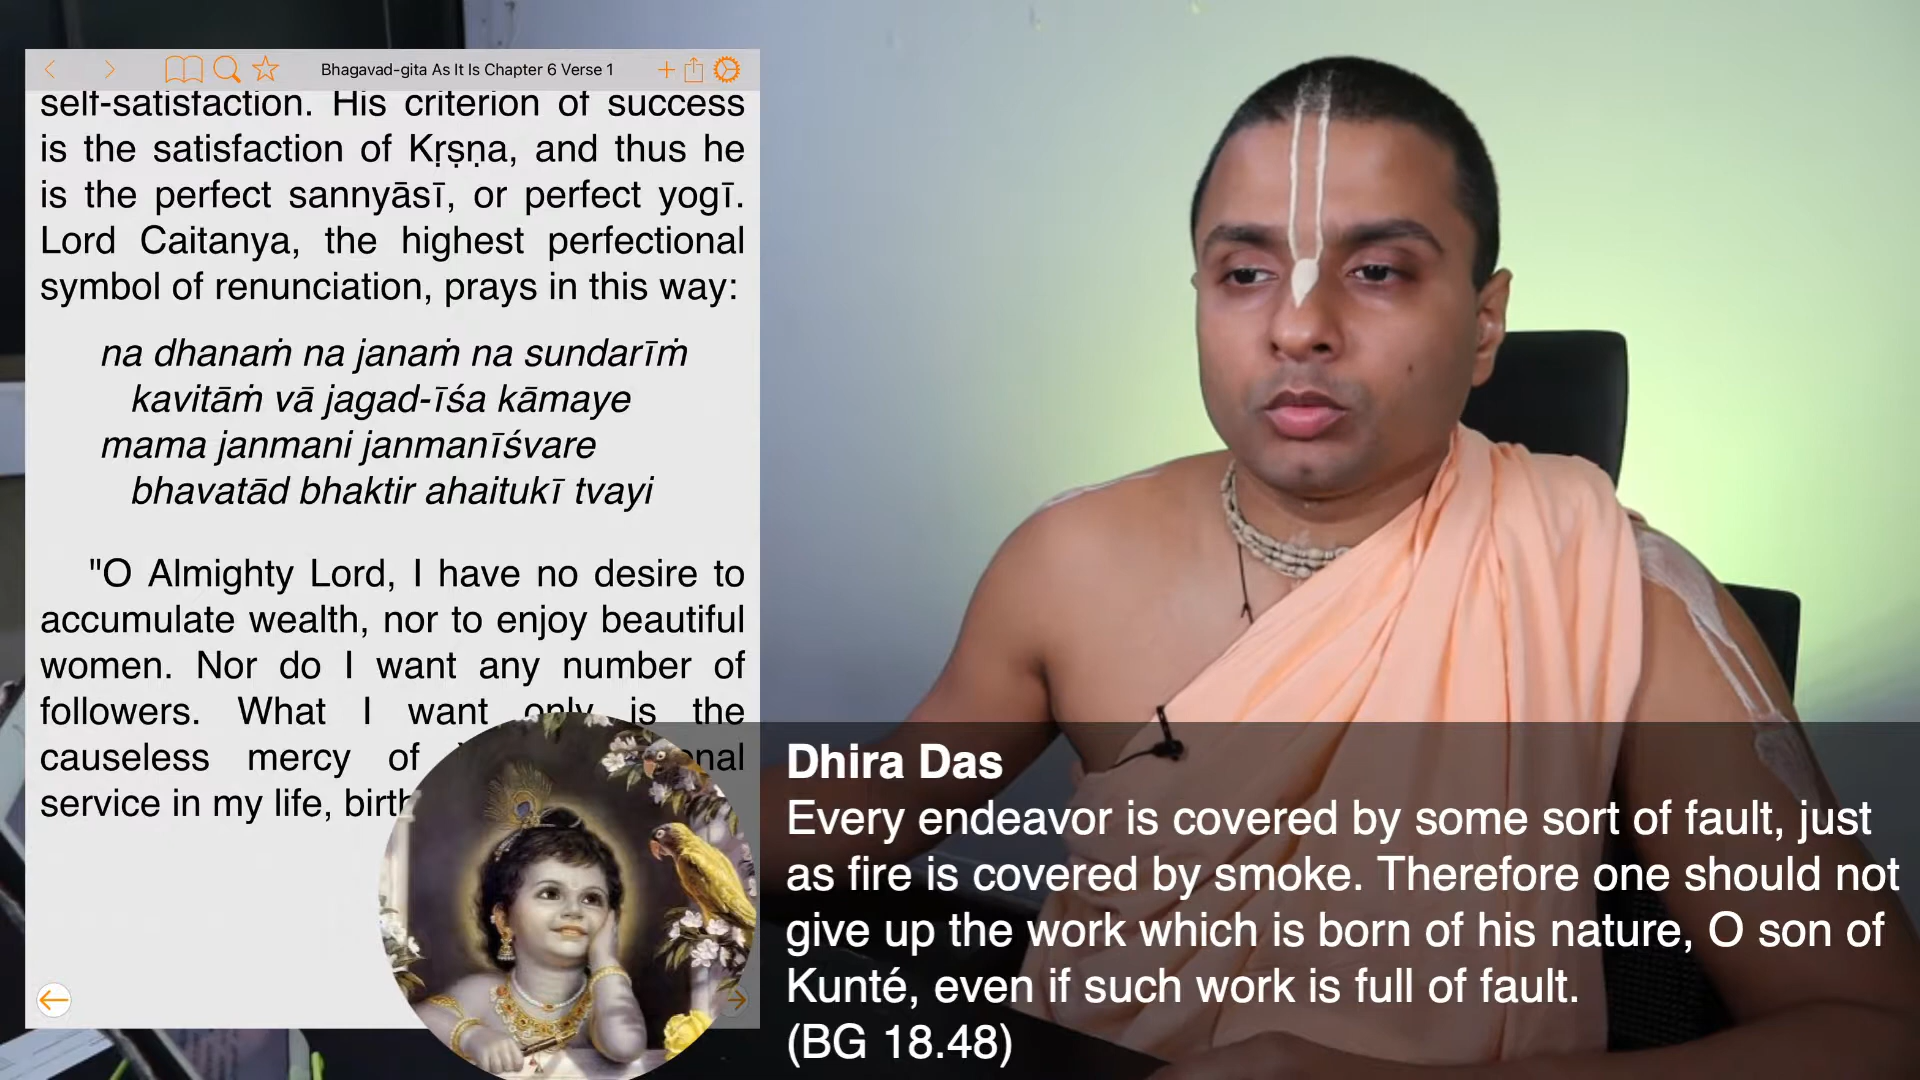 Bhagavad-gita As It Is Chapter 6 Verse 1
self-satisfaction. His criterion of success
is the satisfaction of Kṛṣṇa, and thus he
is the perfect sannyāsī, or perfect yogī.
Lord Caitanya, the highest perfectional
symbol of renunciation, prays in this way:
na dhanaṁ na janaṁ na sundarīṁ
kavitāṁ vā jagad-īśa kāmaye
mama janmani janmanīśvare
bhavatād bhaktir ahaitukī tvayi
"O Almighty Lord, I have no desire to
accumulate wealth, nor to enjoy beautiful
women. Nor do I want any number of
followers. What I want only is the
causeless mercy of
service in my life,
Dhira Das
Every endeavor is covered by some sort of fault, just
as fire is covered by smoke. Therefore one should not
give up the work which is born of his nature, O son of
Kunté, even if such work is full of fault.
(BG 18.48)